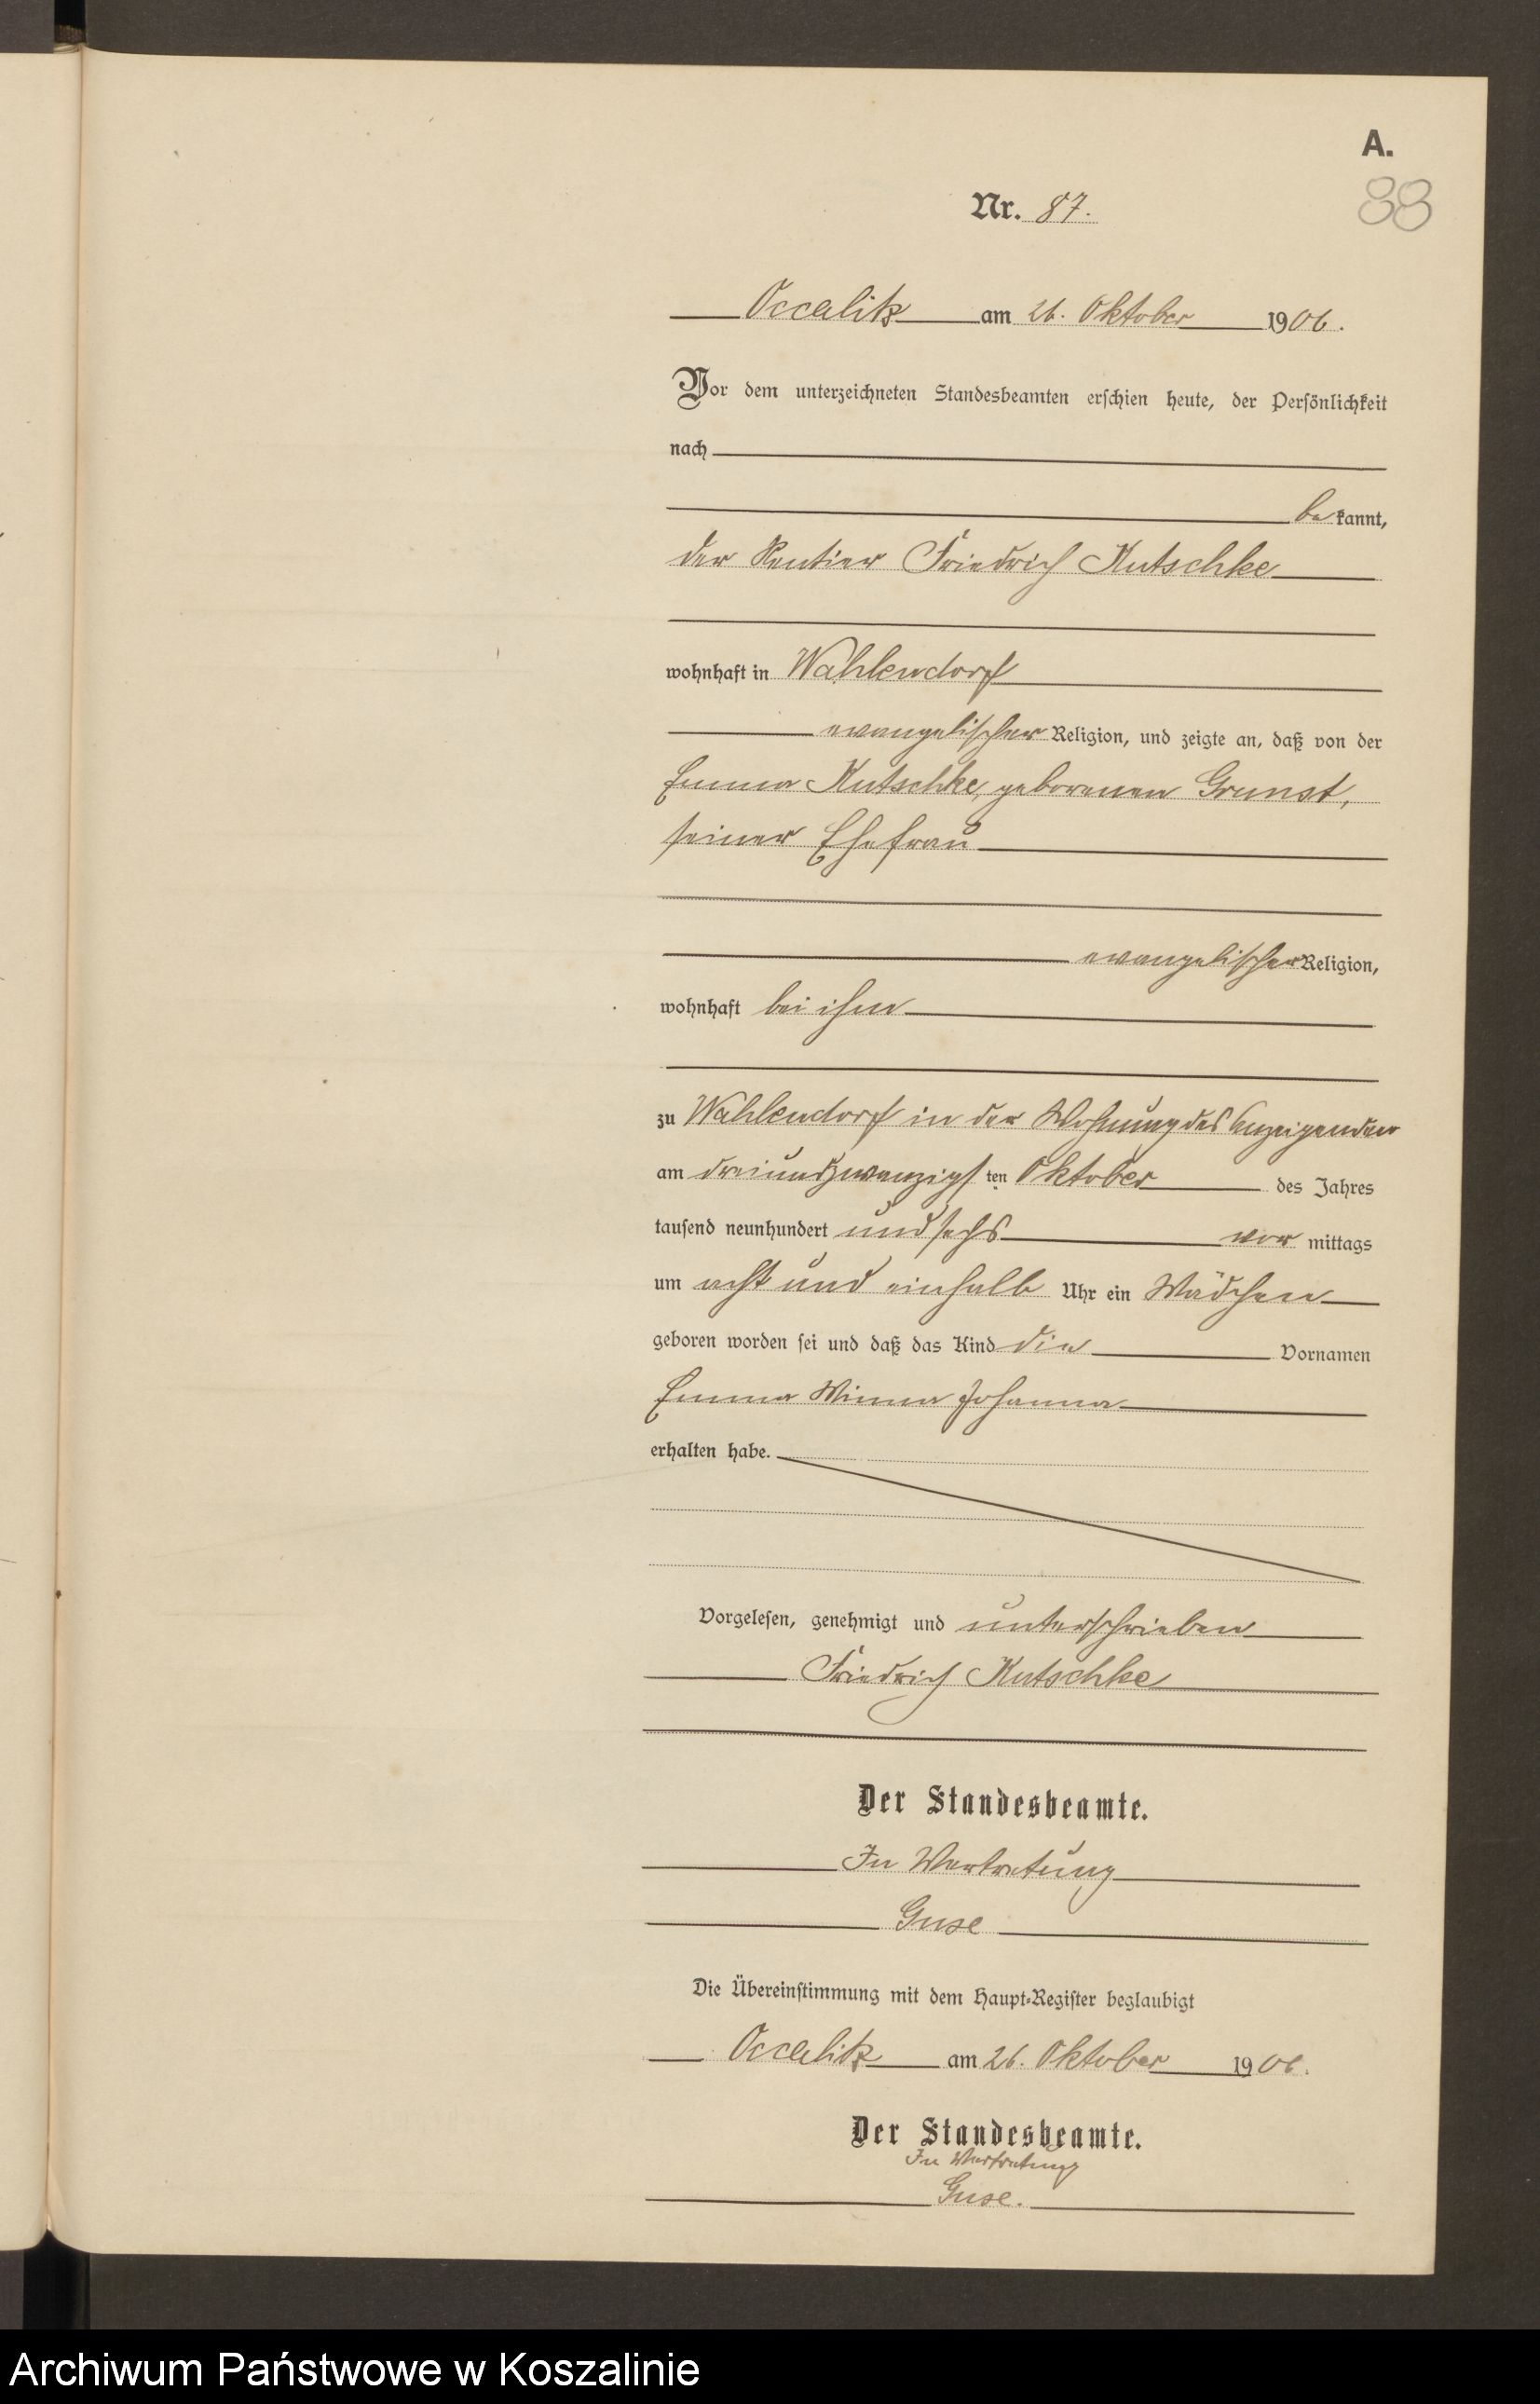 A.
88
Nr. 87.
Occalitz am 26. Oktober 1906.
Vor dem unterzeichneten Standesbeamten erschien heute, der Persönlichkeit
nach
bekannt,
der Rentier Friedrich Kutschke
wohnhaft in Wahlendorf
evangelischer Religion, und zeigte an, daß von der
Emma Kutschke, geborenen Grunst,
seiner Ehefrau
evangelischer Religion,
wohnhaft bei ihm
zu Wahlendorf in der Wohnung des Anzeigenden
am dreiundzwanzigsten Oktober des Jahres
tausend neunhundert und sechs vormittags
um acht und einhalb Uhr ein Mädchen
geboren worden sei und daß das Kind die Vornamen
Emma Minna Johanna
erhalten habe.
Vorgelesen, genehmigt und unterschrieben
Friedrich Kutschke
Der Standesbeamte.
In Vertretung
Guse
Die Übereinstimmung mit dem Haupt-Register beglaubigt
Occalitz am 26. Oktober 1906.
Der Standesbeamte.
In Vertretung
Guse.
Archiwum Państwowe w Koszalinie